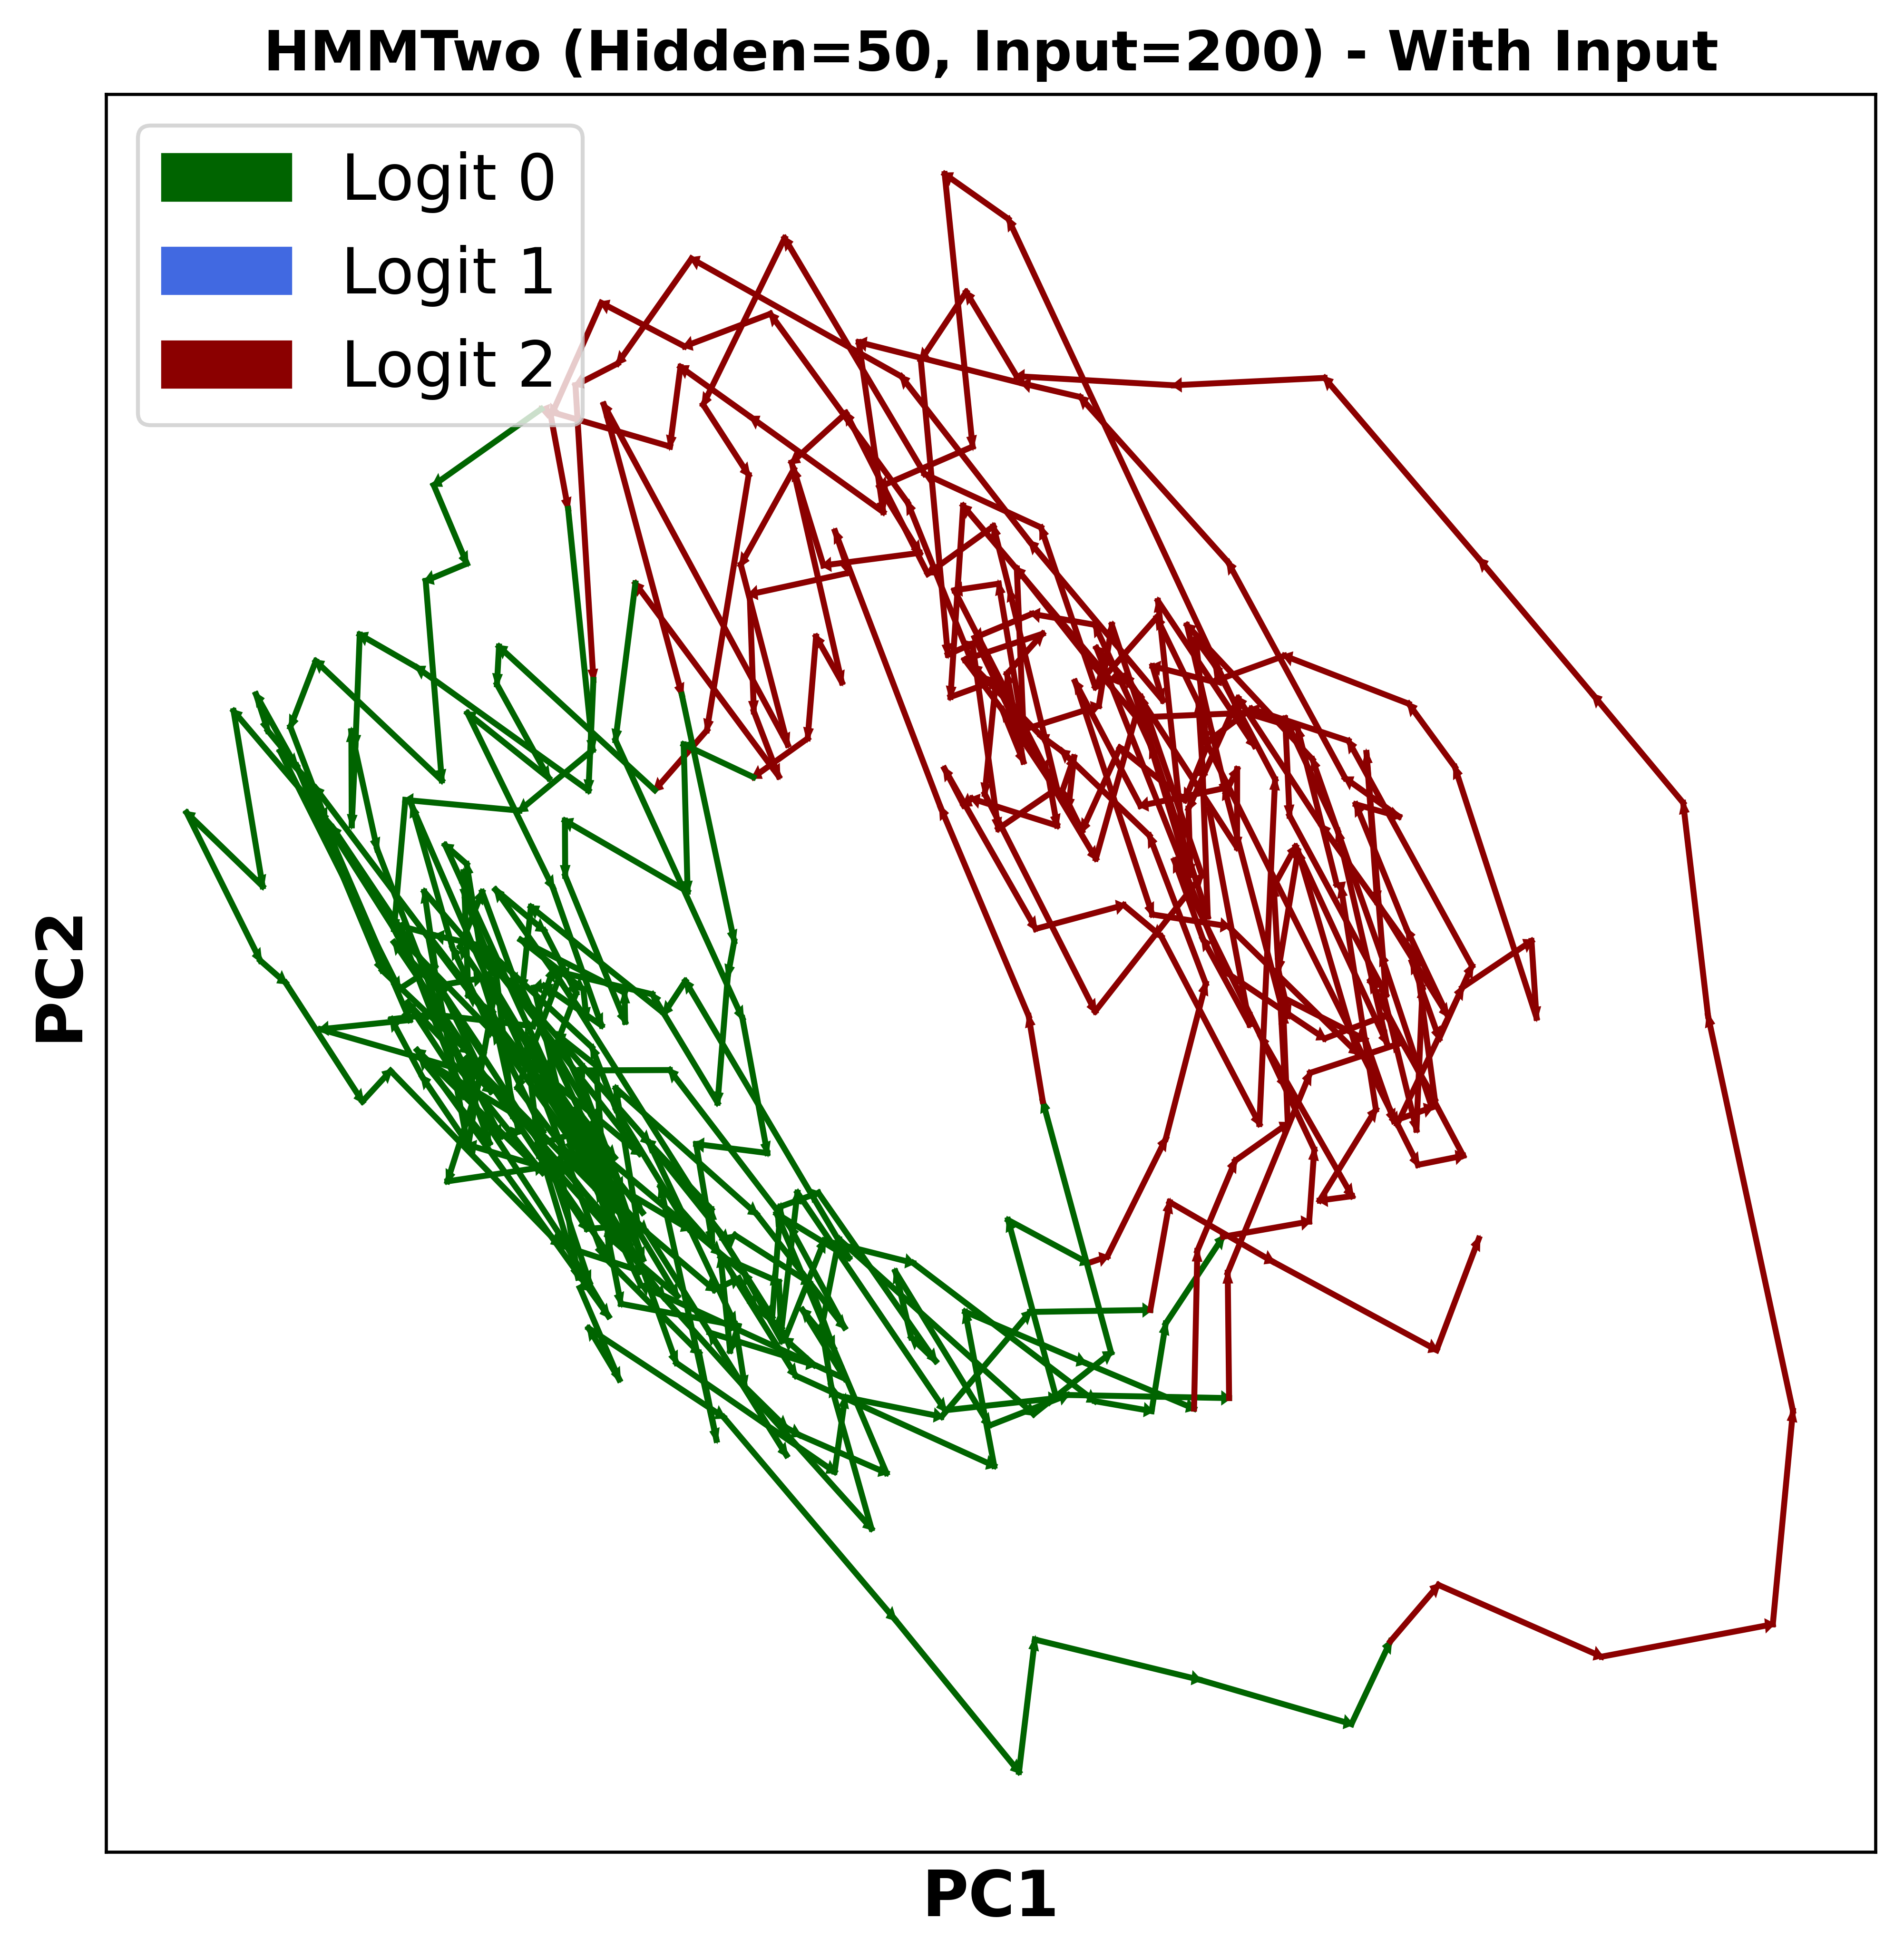 HMMTwo (Hidden=50, Input=200) - With Input
Logit 0
Logit 1
Logit 2
PC2
PC1